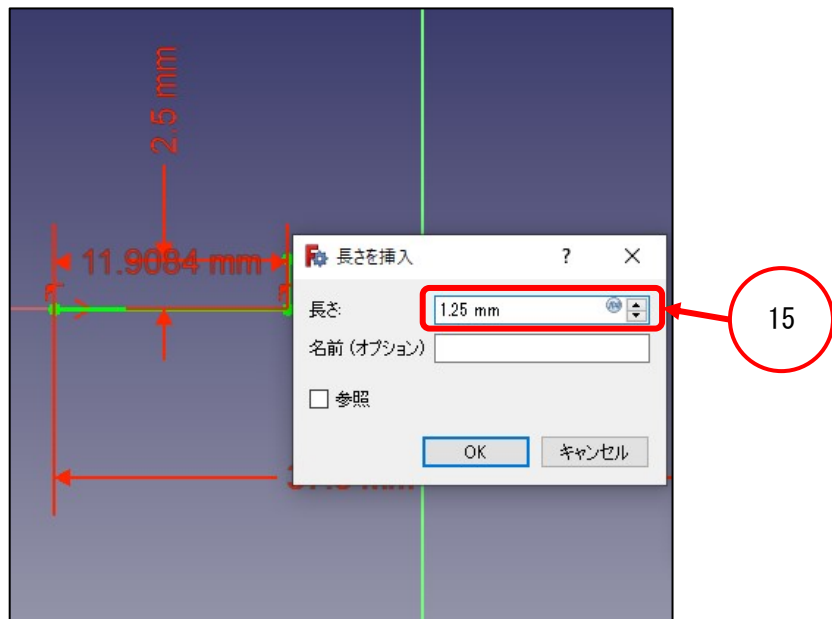 2.5 mm
11.9084 mm
長さを挿入 ? ×
長さ: 1.25 mm
名前 (オプション)
参照
OK キャンセル
15